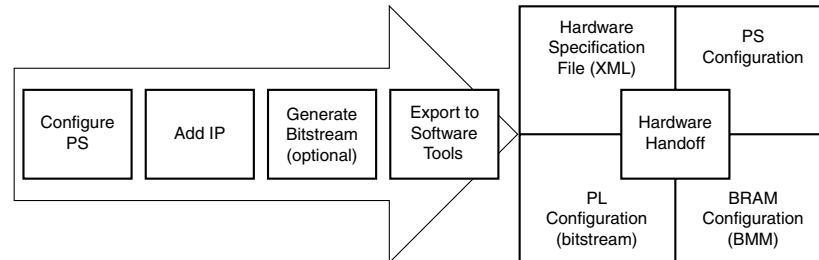 Configure
PS
Add IP
Generate
Bitstream
(optional)
Export to
Software
Tools
Hardware
Specification
File (XML)
PS
Configuration
Hardware
Handoff
PL
Configuration
(bitstream)
BRAM
Configuration
(BMM)